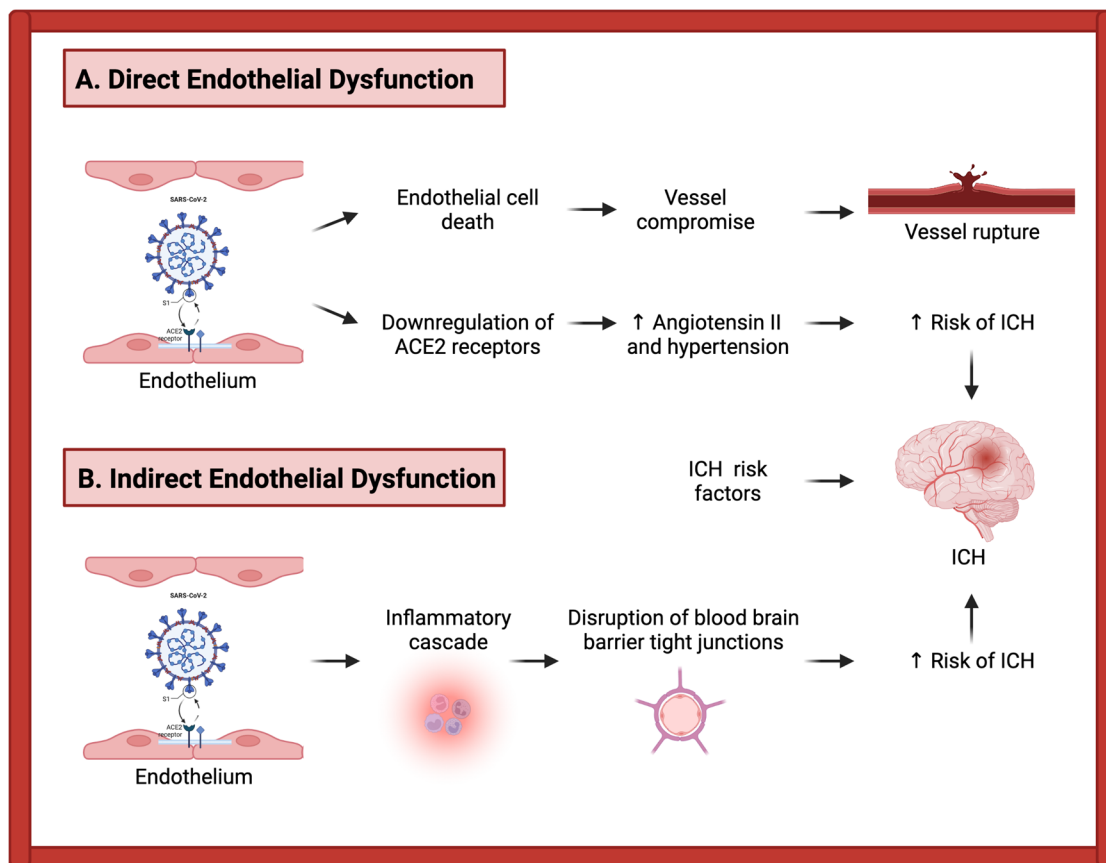 A. Direct Endothelial Dysfunction
SARS-CoV-2
S1
ACE2
receptor
Endothelium
Endothelial cell
death
Vessel
compromise
Vessel rupture
Downregulation of
ACE2 receptors
↑ Angiotensin II
and hypertension
↑ Risk of ICH
B. Indirect Endothelial Dysfunction
ICH risk
factors
ICH
SARS-CoV-2
S1
ACE2
receptor
Endothelium
Inflammatory
cascade
Disruption of blood brain
barrier tight junctions
↑ Risk of ICH